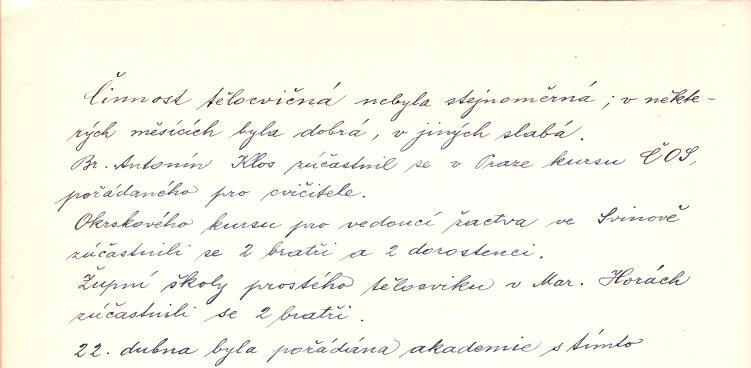 Činnost tělocvičná nebyla stejnoměrná; v někte-
rých měsících byla dobrá, v jiných slabá.
Br. Antonín Klos zúčastnil se v Praze kursu ČOS,
pořádaného pro cvičitele.
Okrskového kursu pro vedoucí žactva ve Svinově
zúčastnili se 2 bratři a 2 dorostenci.
Župní školy prostého tělocviku v Mar. Horách
zúčastnili se 2 bratři.
22. dubna byla pořádána akademie s tímto